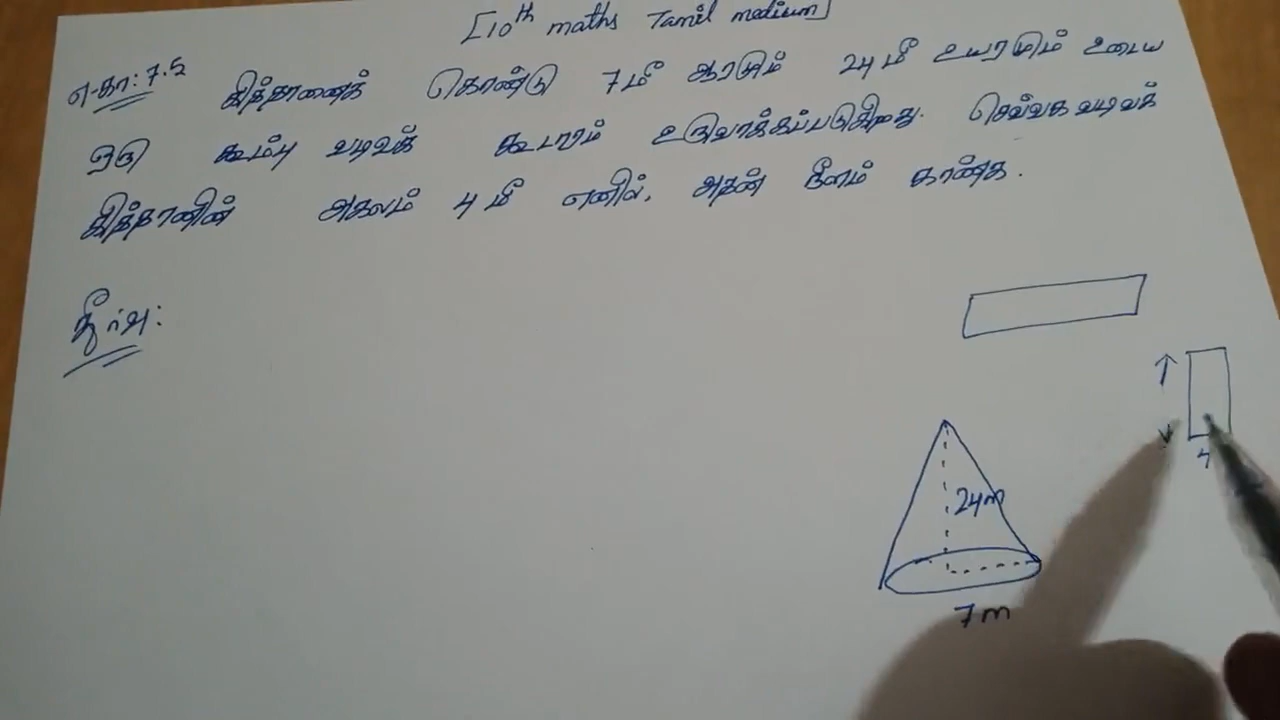 [10th maths Tamil medium]
எ.கா: 7.5 கித்தானைக் கொண்டு 7மீ ஆரமும் 24மீ உயரமும் உடைய
ஒரு கூம்பு வடிவக் கூடாரம் உருவாக்கப்படுகிறது. செவ்வக வடிவக்
கித்தானின் அகலம் 4 மீ எனில், அதன் நீளம் காண்க.
தீர்வு:
4
24m
7m